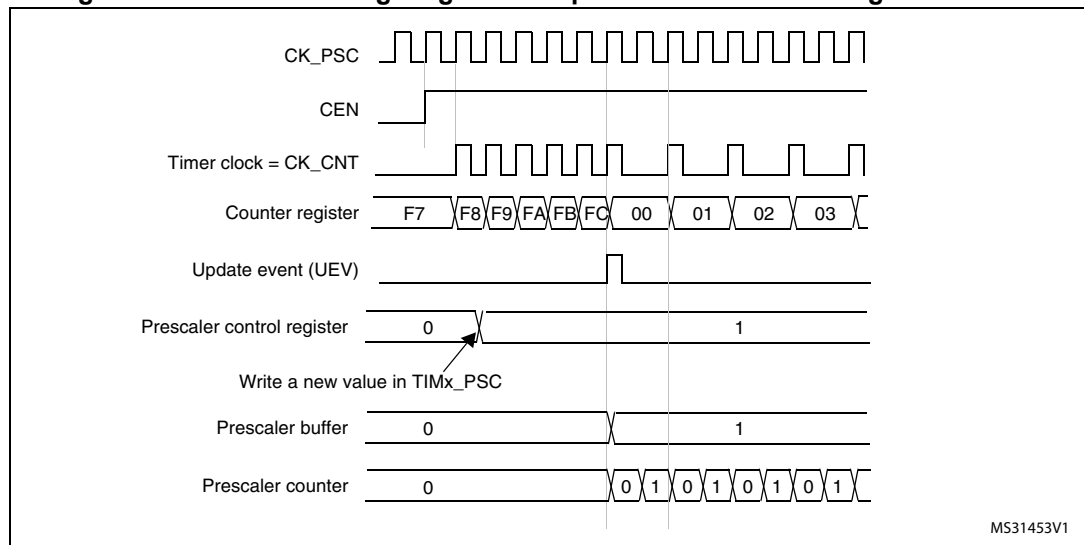 CK_PSC
CEN
Timer clock = CK_CNT
Counter register F7 F8 F9 FA FB FC 00 01 02 03
Update event (UEV)
Prescaler control register 0 1
Write a new value in TIMx_PSC
Prescaler buffer 0 1
Prescaler counter 0 0 1 0 1 0 1 0 1
MS31453V1